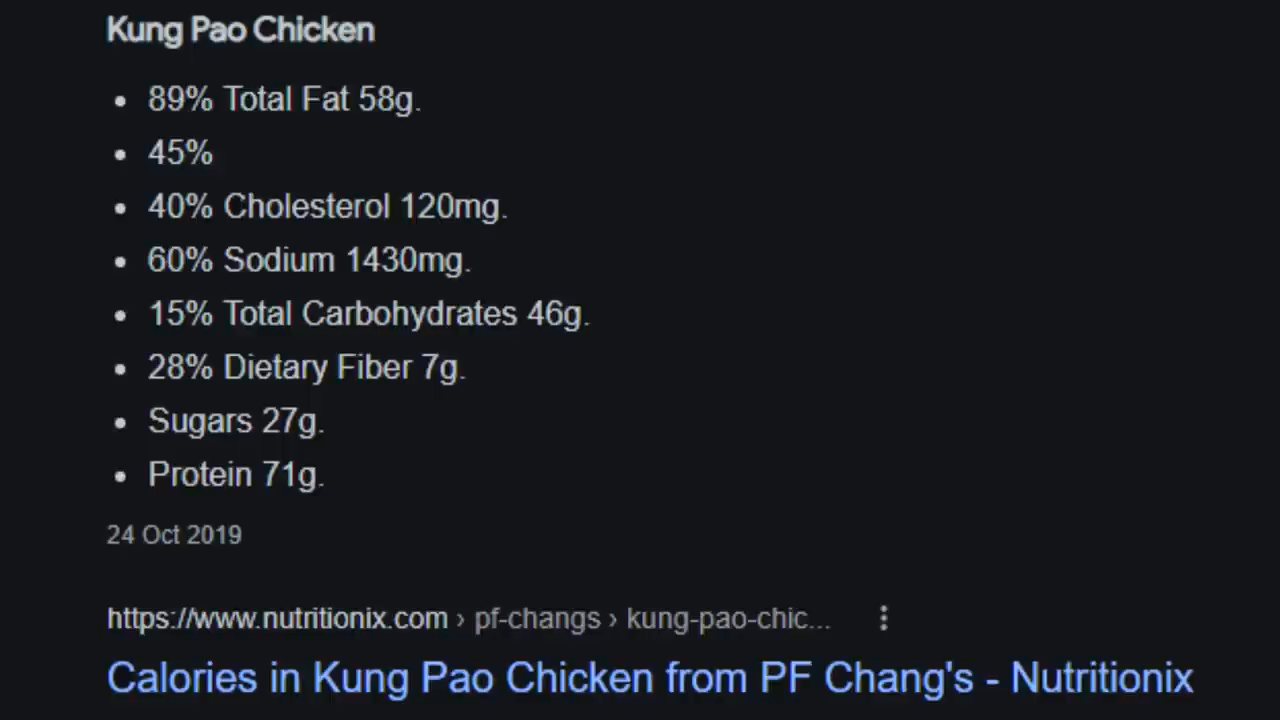 Kung Pao Chicken
• 89% Total Fat 58g.
• 45%
• 40% Cholesterol 120mg.
• 60% Sodium 1430mg.
• 15% Total Carbohydrates 46g.
• 28% Dietary Fiber 7g.
• Sugars 27g.
• Protein 71g.
24 Oct 2019
https://www.nutritionix.com › pf-changs › kung-pao-chic...
Calories in Kung Pao Chicken from PF Chang's - Nutritionix